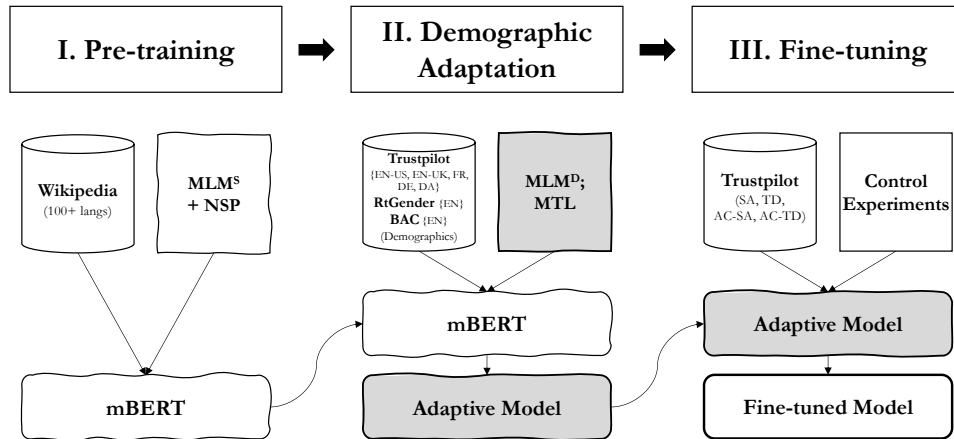 I. Pre-training
II. Demographic
Adaptation
III. Fine-tuning
Wikipedia
(100+ langs)
MLMˢ
+ NSP
mBERT
Trustpilot
{EN-US, EN-UK, FR,
DE, DA}
RtGender {EN}
BAC {EN}
(Demographics)
MLMᴰ;
MTL
mBERT
Adaptive Model
Trustpilot
(SA, TD,
AC-SA, AC-TD)
Control
Experiments
Adaptive Model
Fine-tuned Model